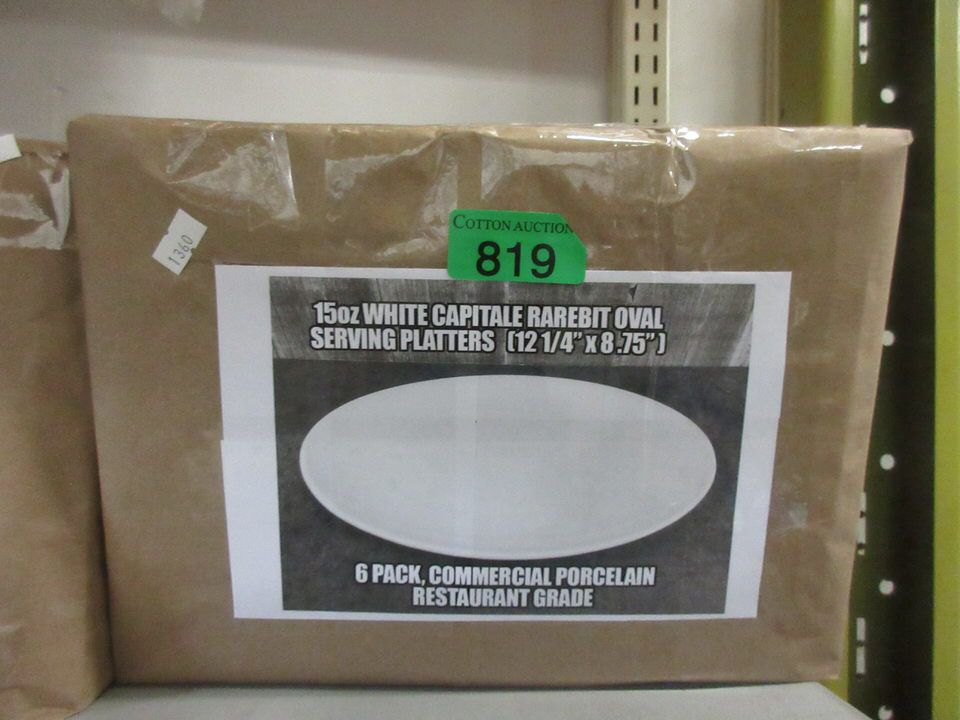 1360
COTTON AUCTION
819
15oz WHITE CAPITALE RAREBIT OVAL
SERVING PLATTERS (12 1/4" x 8 .75" )
6 PACK, COMMERCIAL PORCELAIN
RESTAURANT GRADE